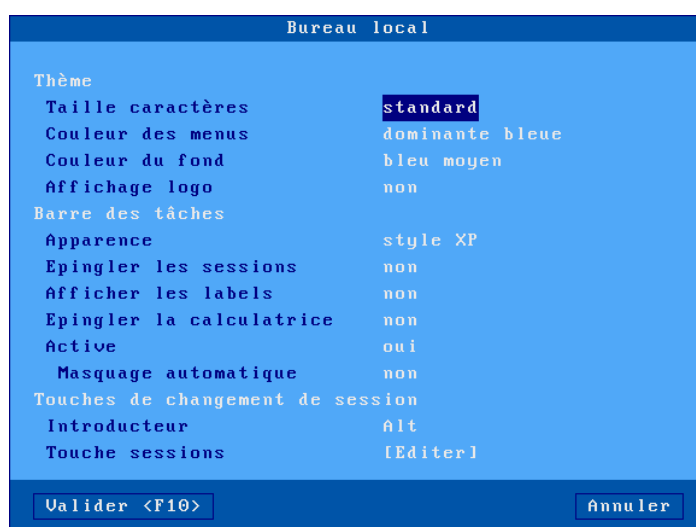 Bureau local
Thème
Taille caractères standard
Couleur des menus dominante bleue
Couleur du fond bleu moyen
Affichage logo non
Barre des tâches
Apparence style XP
Epingler les sessions non
Afficher les labels non
Epingler la calculatrice non
Active oui
Masquage automatique non
Touches de changement de session
Introducteur Alt
Touche sessions [Editer]
Valider <F10> Annuler